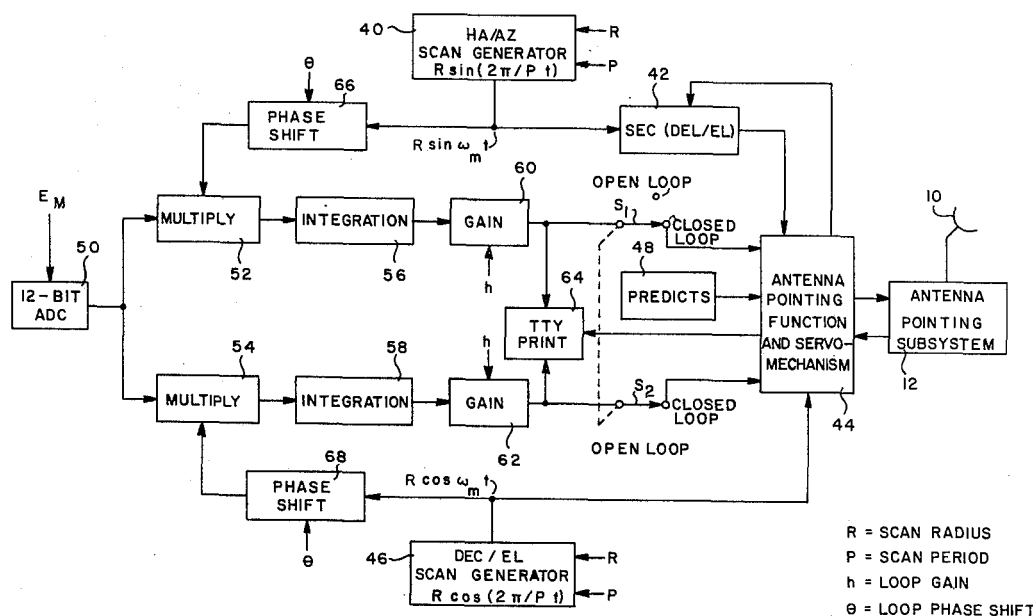 40
HA/AZ
SCAN GENERATOR
R sin(2π/P t)
R
P
θ
66
PHASE
SHIFT
R sin ω_m t
42
SEC (DEL/EL)
E_M
50
12-BIT
ADC
MULTIPLY
52
INTEGRATION
56
60
GAIN
h
OPEN LOOP
S_1
CLOSED
LOOP
48
PREDICTS
64
TTY
PRINT
ANTENNA
POINTING
FUNCTION
AND SERVO-
MECHANISM
44
10
ANTENNA
POINTING
SUBSYSTEM
12
54
MULTIPLY
58
INTEGRATION
h
GAIN
62
S_2
CLOSED
LOOP
OPEN LOOP
68
PHASE
SHIFT
θ
R cos ω_m t
46
DEC / EL
SCAN GENERATOR
R cos (2π/P t)
R
P
R = SCAN RADIUS
P = SCAN PERIOD
h = LOOP GAIN
θ = LOOP PHASE SHIFT